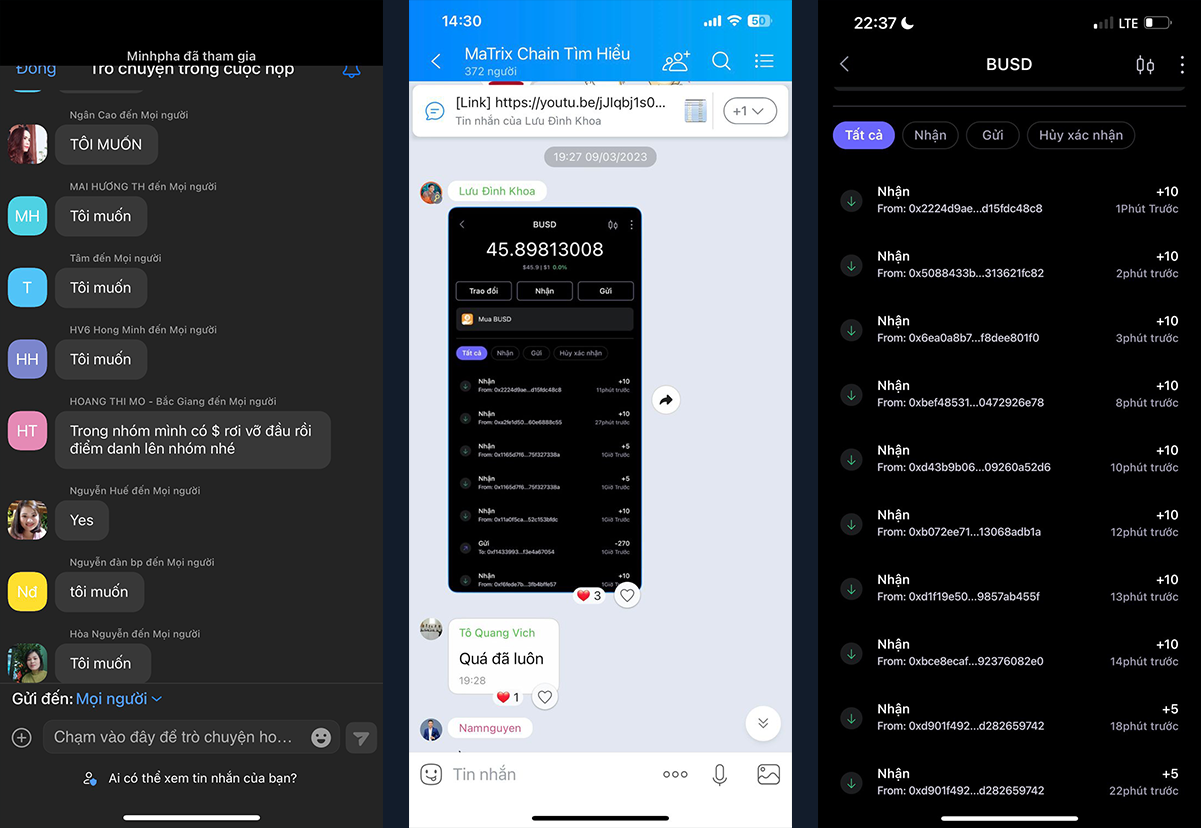 Minhpha đã tham gia
Đóng
Trò chuyện trong cuộc họp
Ngân Cao đến Mọi người
TÔI MUỐN
MAI HƯƠNG TH đến Mọi người
MH
Tôi muốn
Tâm đến Mọi người
T
Tôi muốn
HV6 Hong Minh đến Mọi người
HH
Tôi muốn
HOANG THI MO - Bắc Giang đến Mọi người
HT
Trong nhóm mình có $ rơi vỡ đầu rồi
điểm danh lên nhóm nhé
Nguyễn Huế đến Mọi người
Yes
Nguyễn đàn bp đến Mọi người
Nd
tôi muốn
Hòa Nguyễn đến Mọi người
Tôi muốn
Gửi đến: Mọi người
Chạm vào đây để trò chuyện ho...
Ai có thể xem tin nhắn của bạn?
14:30
50
MaTrix Chain Tìm Hiểu
372 người
[Link] https://youtu.be/jJlqbj1s0...
Tin nhắn của Lưu Đình Khoa
+1
19:27 09/03/2023
Lưu Đình Khoa
BUSD
45.89813008
$45.9 | $1 0.0%
Trao đổi
Nhận
Gửi
Mua BUSD
Tất cả
Nhận
Gửi
Hủy xác nhận
Nhận +10
From: 0x2224d9ae...d15fdc48c8 11phút trước
Nhận +10
From: 0xa2fe1d50...60e6888c55 27phút trước
Nhận +5
From: 0x1165d7f6...75f327338a 1Giờ Trước
Nhận +5
From: 0x1165d7f6...75f327338a 1Giờ Trước
Nhận +10
From: 0x11a0f5ca...52c153bfdc 1Giờ Trước
Gửi -270
To: 0xf1433993...f3e4a67054 1Giờ Trước
Nhận +10
From: 0xf6fede7b...3fb4bffe57 1Giờ
3
Tô Quang Vich
Quá đã luôn
19:28
1
Namnguyen
Tin nhắn
22:37
LTE
BUSD
Tất cả
Nhận
Gửi
Hủy xác nhận
Nhận +10
From: 0x2224d9ae...d15fdc48c8 1Phút Trước
Nhận +10
From: 0x5088433b...313621fc82 2phút trước
Nhận +10
From: 0x6ea0a8b7...f8dee801f0 3phút trước
Nhận +10
From: 0xbef48531...0472926e78 8phút trước
Nhận +10
From: 0xd43b9b06...09260a52d6 10phút trước
Nhận +10
From: 0xb072ee71...13068adb1a 12phút trước
Nhận +10
From: 0xd1f19e50...9857ab455f 13phút trước
Nhận +10
From: 0xbce8ecaf...92376082e0 14phút trước
Nhận +5
From: 0xd901f492...d282659742 18phút trước
Nhận +5
From: 0xd901f492...d282659742 22phút trước